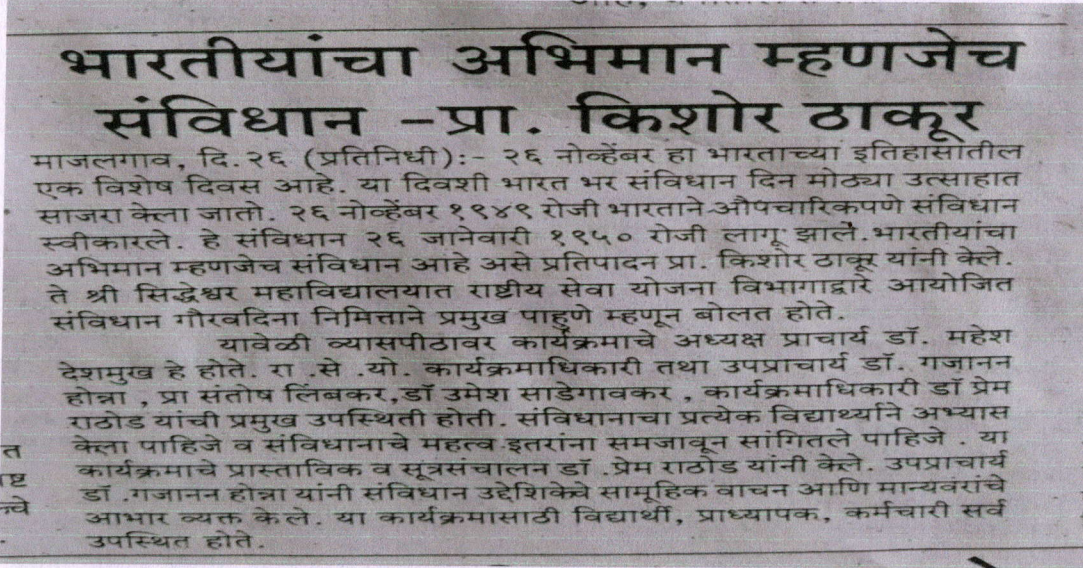 भारतीयांचा अभिमान म्हणजेच
संविधान -प्रा. किशोर ठाकूर
माजलगाव, दि.२६ (प्रतिनिधी):- २६ नोव्हेंबर हा भारताच्या इतिहासातील
एक विशेष दिवस आहे. या दिवशी भारत भर संविधान दिन मोठ्या उत्साहात
साजरा केला जातो. २६ नोव्हेंबर १९४९ रोजी भारताने औपचारिकपणे संविधान
स्वीकारले. हे संविधान २६ जानेवारी १९५० रोजी लागू झाले.भारतीयांचा
अभिमान म्हणजेच संविधान आहे असे प्रतिपादन प्रा. किशोर ठाकूर यांनी केले.
ते श्री सिद्धेश्वर महाविद्यालयात राष्टीय सेवा योजना विभागाद्वारे आयोजित
संविधान गौरवदिना निमित्ताने प्रमुख पाहुणे म्हणून बोलत होते.
यावेळी व्यासपीठावर कार्यक्रमाचे अध्यक्ष प्राचार्य डॉ. महेश
देशमुख हे होते. रा .से .यो. कार्यक्रमाधिकारी तथा उपप्राचार्य डॉ. गजानन
होन्ना , प्रा संतोष लिंबकर,डॉ उमेश साडेगावकर , कार्यक्रमाधिकारी डॉ प्रेम
राठोड यांची प्रमुख उपस्थिती होती. संविधानाचा प्रत्येक विद्यार्थ्याने अभ्यास
केला पाहिजे व संविधानाचे महत्व इतरांना समजावून सांगितले पाहिजे . या
कार्यक्रमाचे प्रास्ताविक व सूत्रसंचालन डॉ .प्रेम राठोड यांनी केले. उपप्राचार्य
डॉ .गजानन होन्ना यांनी संविधान उद्देशिकेचे सामूहिक वाचन आणि मान्यवरांचे
आभार व्यक्त केले. या कार्यक्रमासाठी विद्यार्थी, प्राध्यापक, कर्मचारी सर्व
उपस्थित होते.